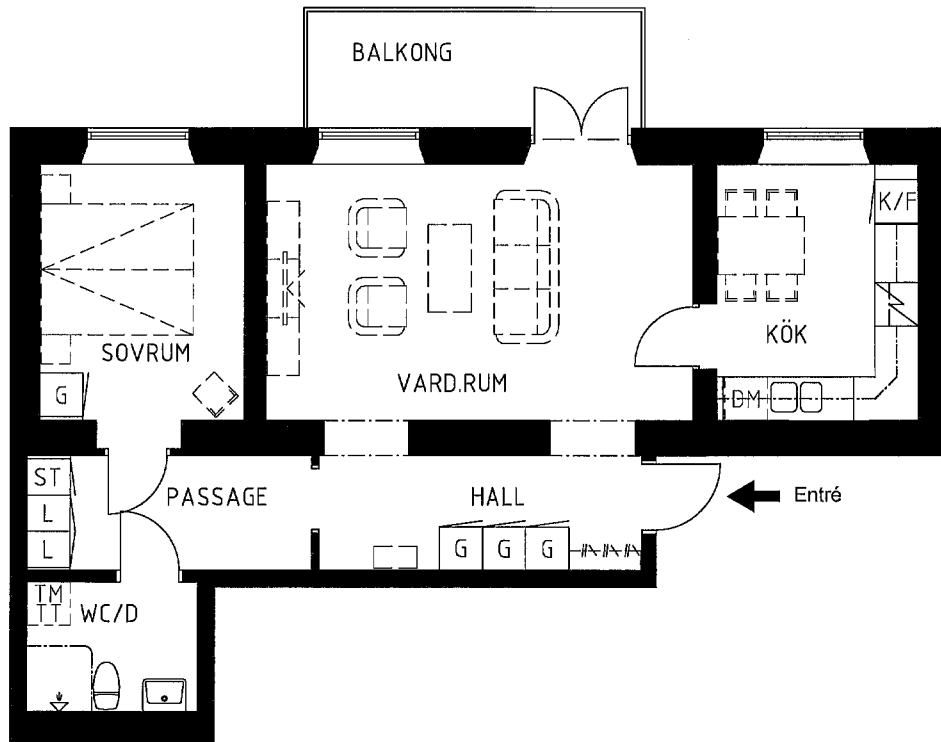 BALKONG
K/F
KÖK
SOVRUM
VARD.RUM
G
DM
ST
L
L
PASSAGE
HALL
Entré
G
G
G
TM
TT
WC/D